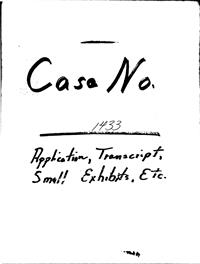 Case No.
1433
Application, Transcript,
Small Exhibits, Etc.